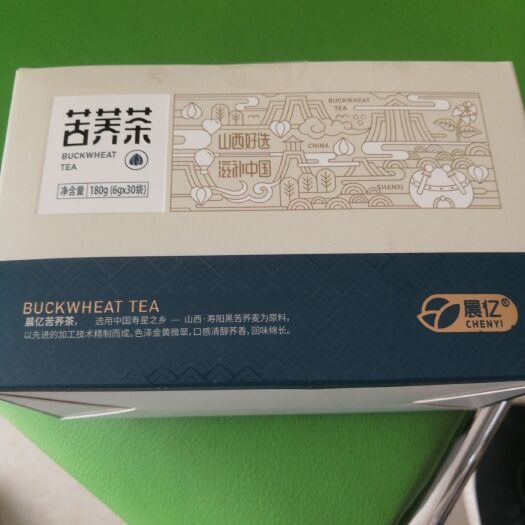 苦荞茶
BUCKWHEAT
TEA
净含量 180g (6gx30袋)
BUCKWHEAT
TEA
山西好选
CHINA
滋补中国
SHANXI
BUCKWHEAT TEA
晨亿苦荞茶， 选用中国寿星之乡 — 山西·寿阳黑苦荞麦为原料，
以先进的加工技术精制而成。色泽金黄微翠，口感清醇荞香，回味绵长。
晨亿®
CHENYI